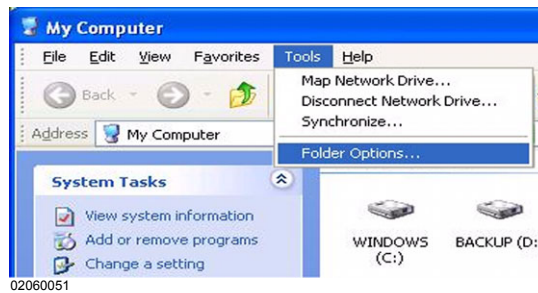 My Computer
File Edit View Favorites Tools Help
Map Network Drive...
Disconnect Network Drive...
Synchronize...
Folder Options...
Back
Address My Computer
System Tasks
View system information
Add or remove programs
Change a setting
WINDOWS (C:)
BACKUP (D:
02060051